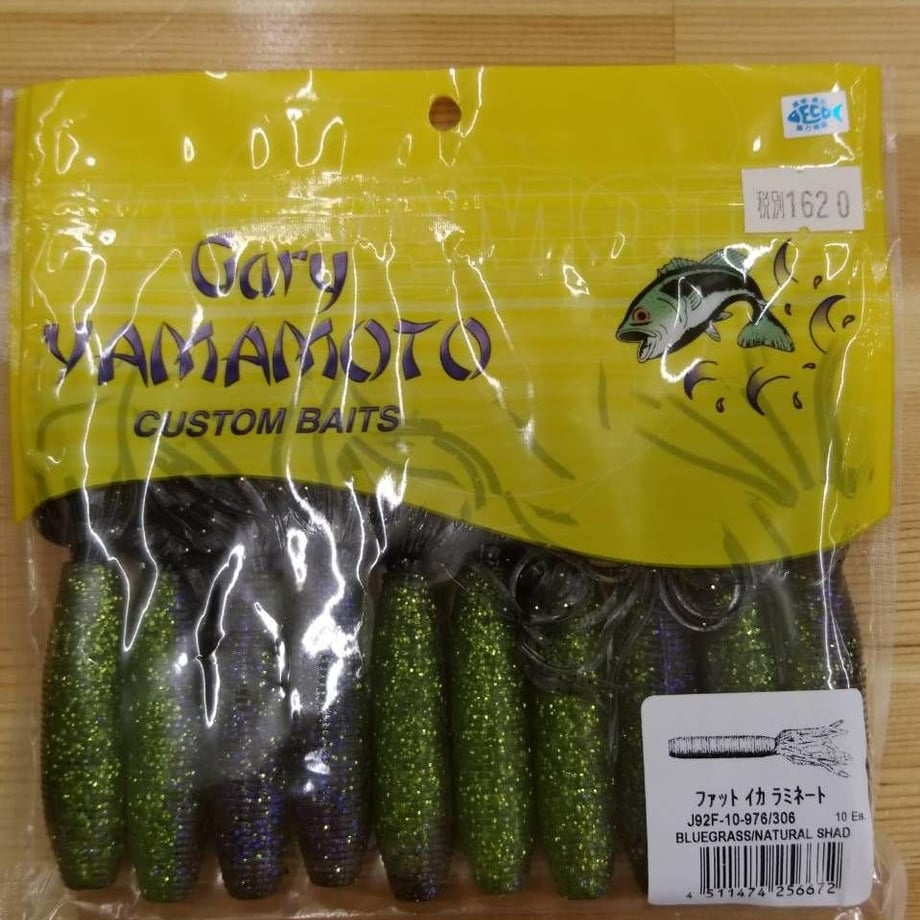 ECO
税別1620
Gary
YAMAMOTO
CUSTOM BAITS
ファット イカ ラミネート
J92F-10-976/306 10 Ea.
BLUEGRASS/NATURAL SHAD
4 511474 256672